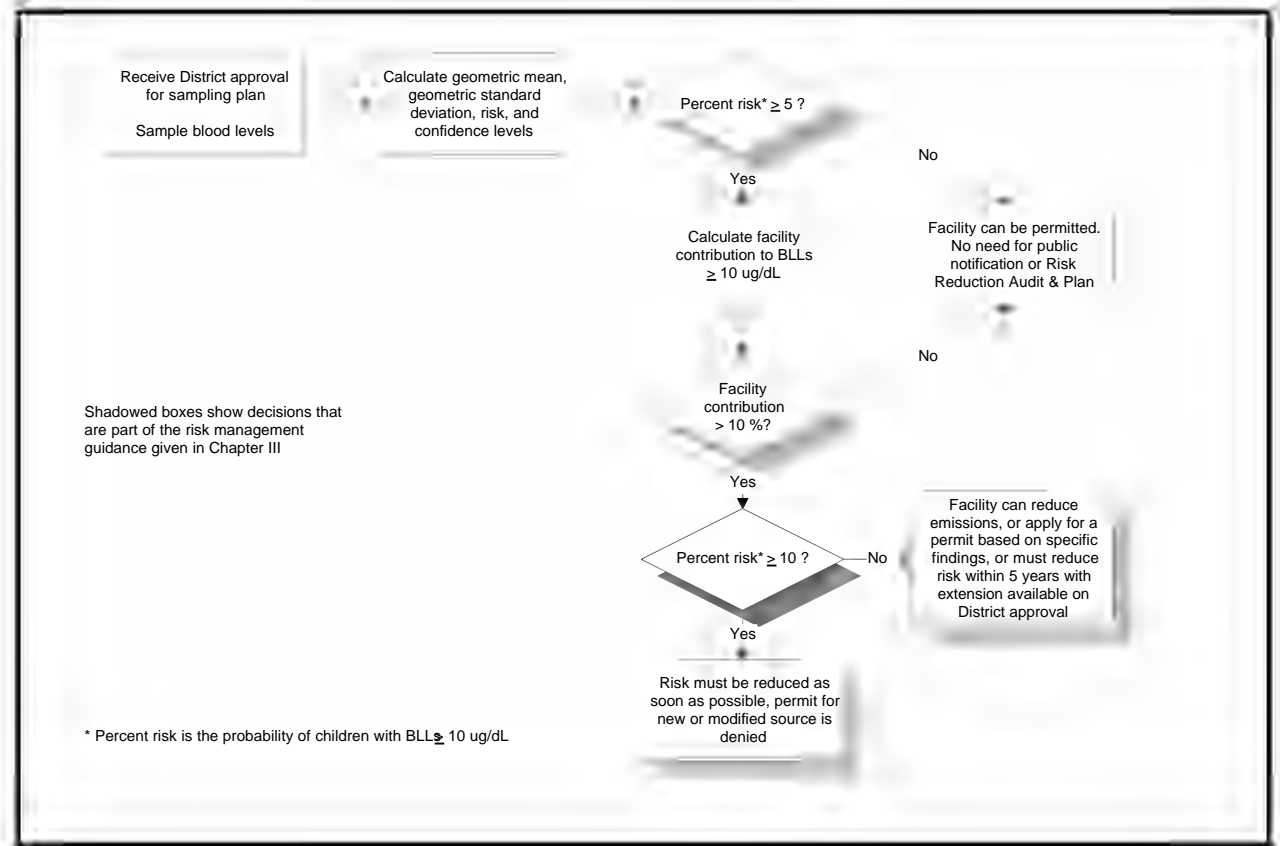 Receive District approval
for sampling plan
Sample blood levels
Calculate geometric mean,
geometric standard
deviation, risk, and
confidence levels
Percent risk* ≥ 5 ?
No
Yes
Calculate facility
contribution to BLLs
≥ 10 ug/dL
Facility can be permitted.
No need for public
notification or Risk
Reduction Audit & Plan
No
Facility
contribution
> 10 %?
Shadowed boxes show decisions that
are part of the risk management
guidance given in Chapter III
Yes
Percent risk* ≥ 10 ?
No
Facility can reduce
emissions, or apply for a
permit based on specific
findings, or must reduce
risk within 5 years with
extension available on
District approval
Yes
Risk must be reduced as
soon as possible, permit for
new or modified source is
denied
* Percent risk is the probability of children with BLLs ≥ 10 ug/dL